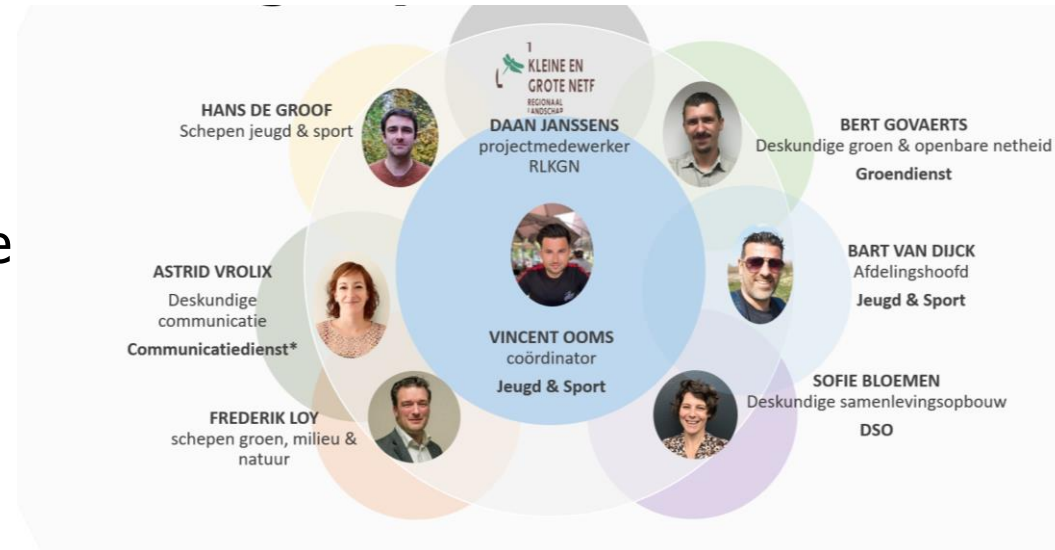 1
KLEINE EN
GROTE NETE
REGIONAAL
LANDSCHAP
DAAN JANSSENS
projectmedewerker
RLKGN
HANS DE GROOF
Schepen jeugd & sport
BERT GOVAERTS
Deskundige groen & openbare netheid
Groendienst
e
ASTRID VROLIX
Deskundige
communicatie
Communicatiedienst*
BART VAN DIJCK
Afdelingshoofd
Jeugd & Sport
VINCENT OOMS
coördinator
Jeugd & Sport
FREDERIK LOY
schepen groen, milieu &
natuur
SOFIE BLOEMEN
Deskundige samenlevingsopbouw
DSO